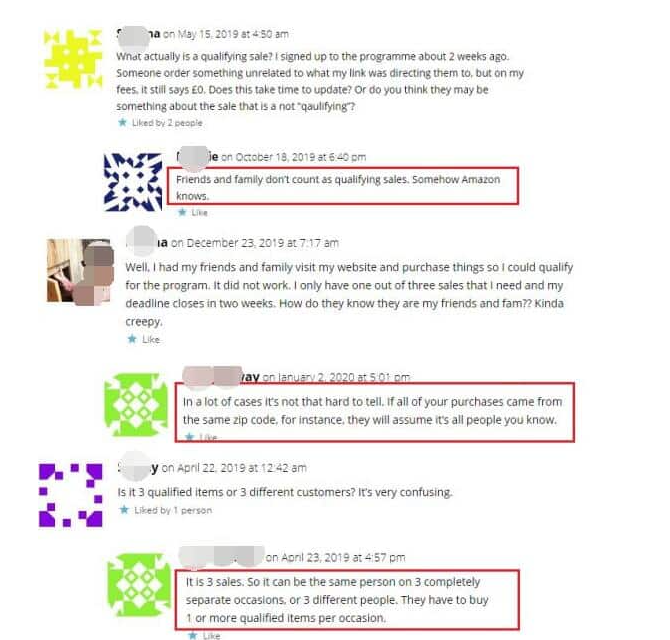 na on May 15, 2019 at 4:50 am
What actually is a qualifying sale? I signed up to the programme about 2 weeks ago.
Someone order something unrelated to what my link was directing them to, but on my
fees, it still says £0. Does this take time to update? Or do you think they may be
something about the sale that is a not "qaulifying"?
Liked by 2 people
ie on October 18, 2019 at 6:40 pm
Friends and family don't count as qualifying sales. Somehow Amazon
knows.
Like
na on December 23, 2019 at 7:17 am
Well, I had my friends and family visit my website and purchase things so I could qualify
for the program. It did not work. I only have one out of three sales that I need and my
deadline closes in two weeks. How do they know they are my friends and fam?? Kinda
creepy.
Like
way on January 2, 2020 at 5:01 pm
In a lot of cases it's not that hard to tell. If all of your purchases came from
the same zip code, for instance, they will assume it's all people you know.
Like
y on April 22, 2019 at 12:42 am
Is it 3 qualified items or 3 different customers? It's very confusing.
Liked by 1 person
on April 23, 2019 at 4:57 pm
It is 3 sales. So it can be the same person on 3 completely
separate occasions, or 3 different people. They have to buy
1 or more qualified items per occasion.
Like